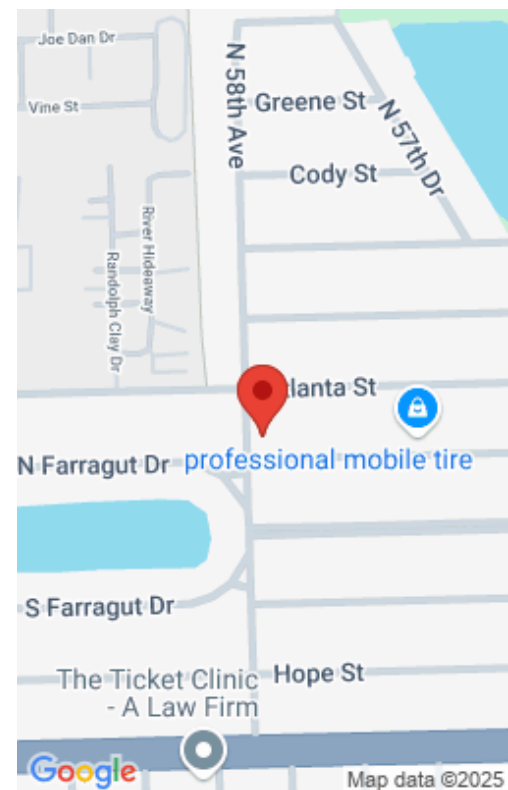 Joe Dan Dr
N 58th Ave
Vine St
Greene St
N 57th Dr
Cody St
River Hideaway
Randolph Clay Dr
lanta St
N Farragut Dr
professional mobile tire
S Farragut Dr
The Ticket Clinic
- A Law Firm
Hope St
Google
Map data ©2025